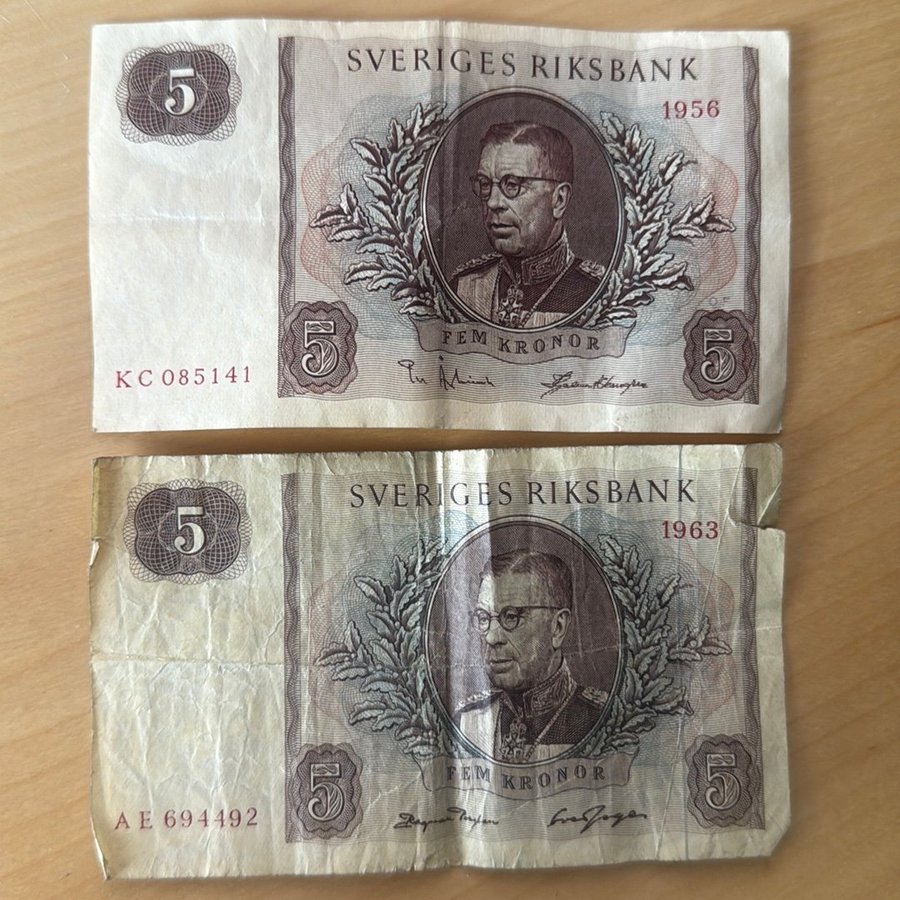 5
SVERIGES RIKSBANK
1956
5
FEM KRONOR
5
KC 085141
5
SVERIGES RIKSBANK
1963
5
FEM KRONOR
5
AE 694492